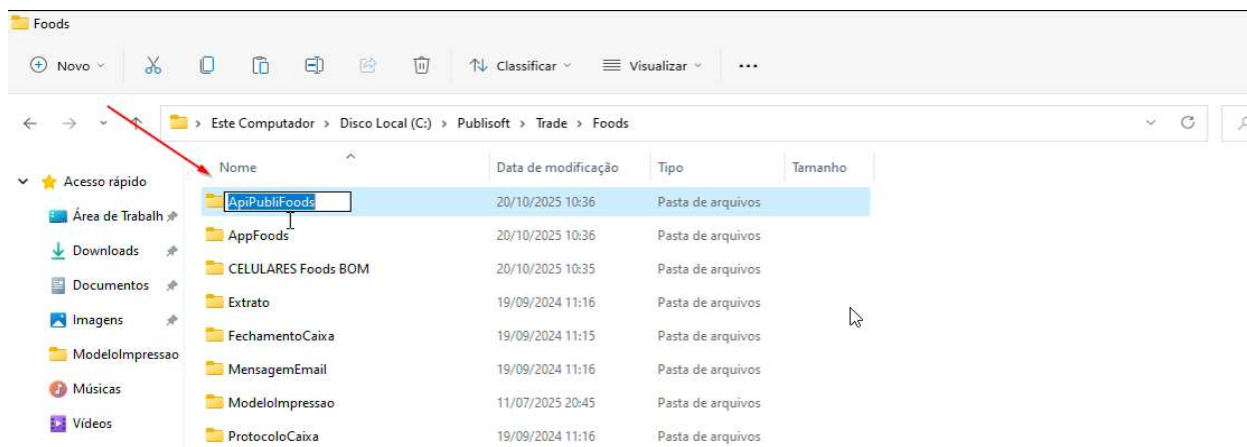 Foods
Novo
Classificar
Visualizar
Este Computador > Disco Local (C:) > Publisoft > Trade > Foods
Nome Data de modificação Tipo Tamanho
Acesso rápido
ApiPubliFoods 20/10/2025 10:36 Pasta de arquivos
Área de Trabalh
AppFoods 20/10/2025 10:36 Pasta de arquivos
Downloads
CELULARES Foods BOM 20/10/2025 10:35 Pasta de arquivos
Documentos
Extrato 19/09/2024 11:16 Pasta de arquivos
Imagens
FechamentoCaixa 19/09/2024 11:15 Pasta de arquivos
ModeloImpressao
MensagemEmail 19/09/2024 11:16 Pasta de arquivos
Músicas
ModeloImpressao 11/07/2025 20:45 Pasta de arquivos
Vídeos
ProtocoloCaixa 19/09/2024 11:16 Pasta de arquivos